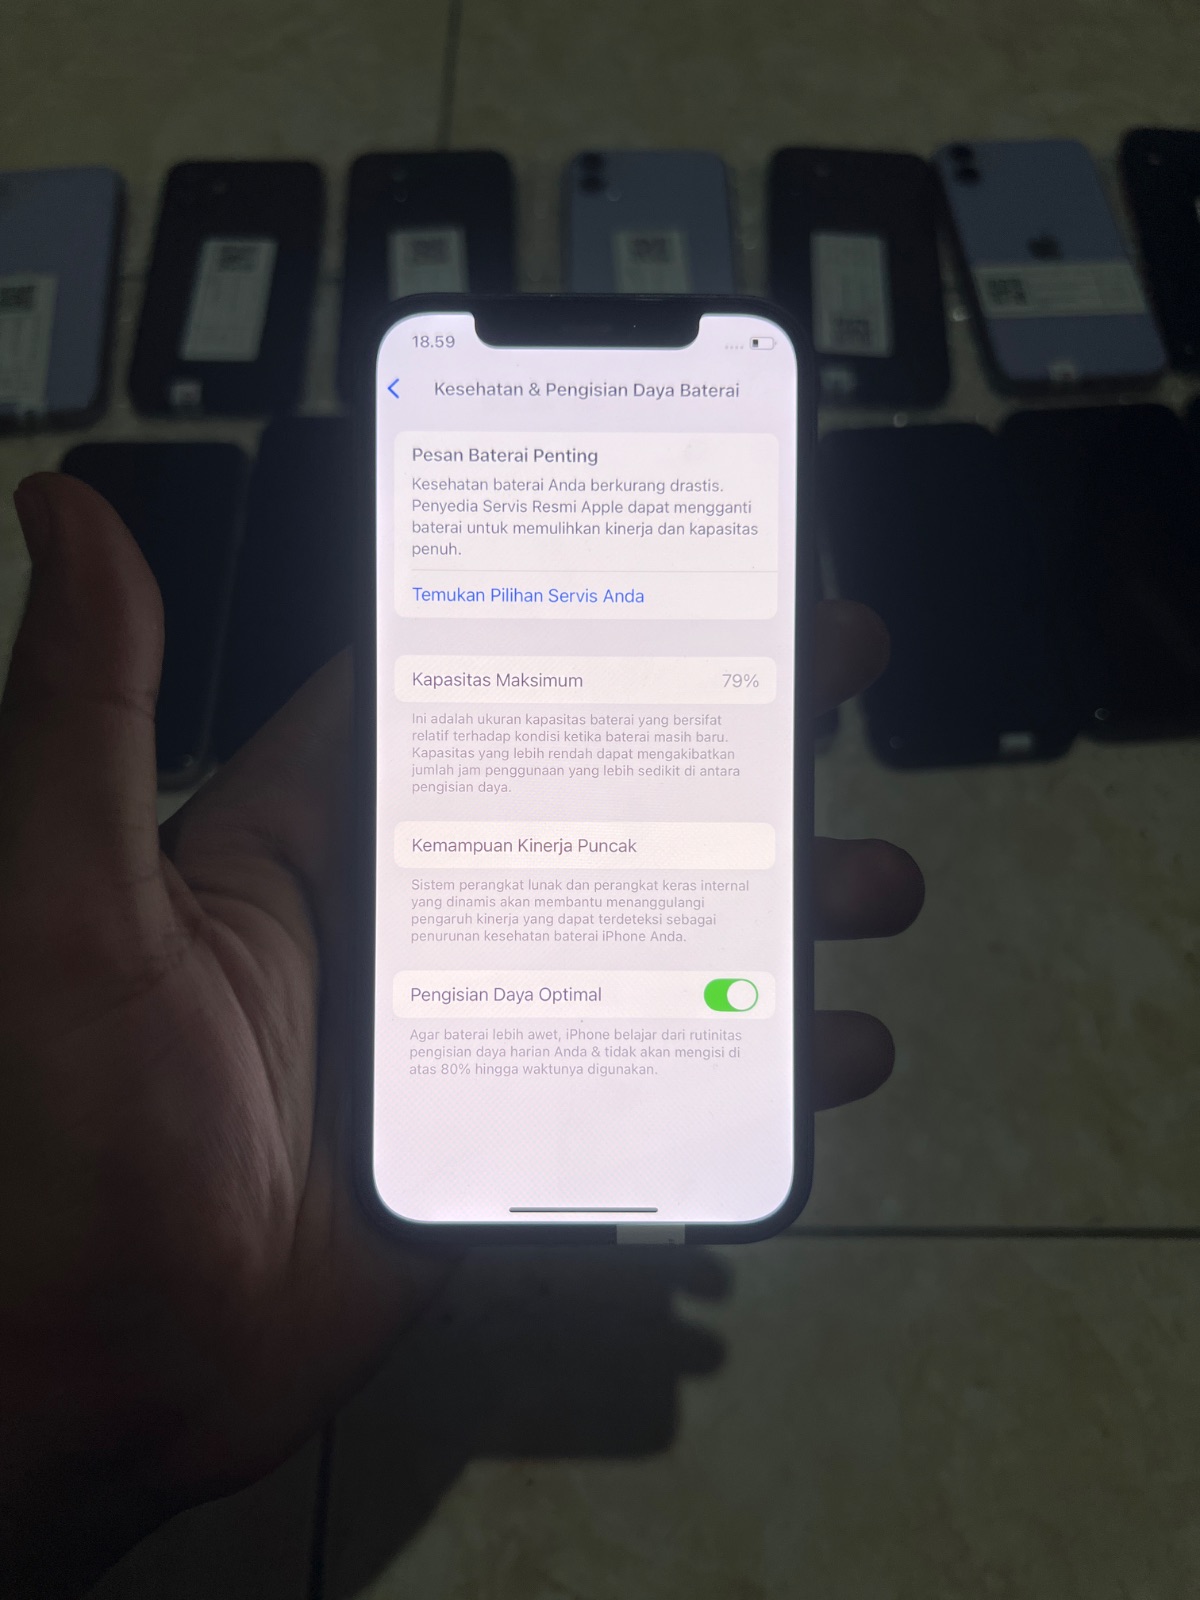 18.59
Kesehatan & Pengisian Daya Baterai
Pesan Baterai Penting
Kesehatan baterai Anda berkurang drastis.
Penyedia Servis Resmi Apple dapat mengganti
baterai untuk memulihkan kinerja dan kapasitas
penuh.
Temukan Pilihan Servis Anda
Kapasitas Maksimum 79%
Ini adalah ukuran kapasitas baterai yang bersifat
relatif terhadap kondisi ketika baterai masih baru.
Kapasitas yang lebih rendah dapat mengakibatkan
jumlah jam penggunaan yang lebih sedikit di antara
pengisian daya.
Kemampuan Kinerja Puncak
Sistem perangkat lunak dan perangkat keras internal
yang dinamis akan membantu menanggulangi
pengaruh kinerja yang dapat terdeteksi sebagai
penurunan kesehatan baterai iPhone Anda.
Pengisian Daya Optimal
Agar baterai lebih awet, iPhone belajar dari rutinitas
pengisian daya harian Anda & tidak akan mengisi di
atas 80% hingga waktunya digunakan.